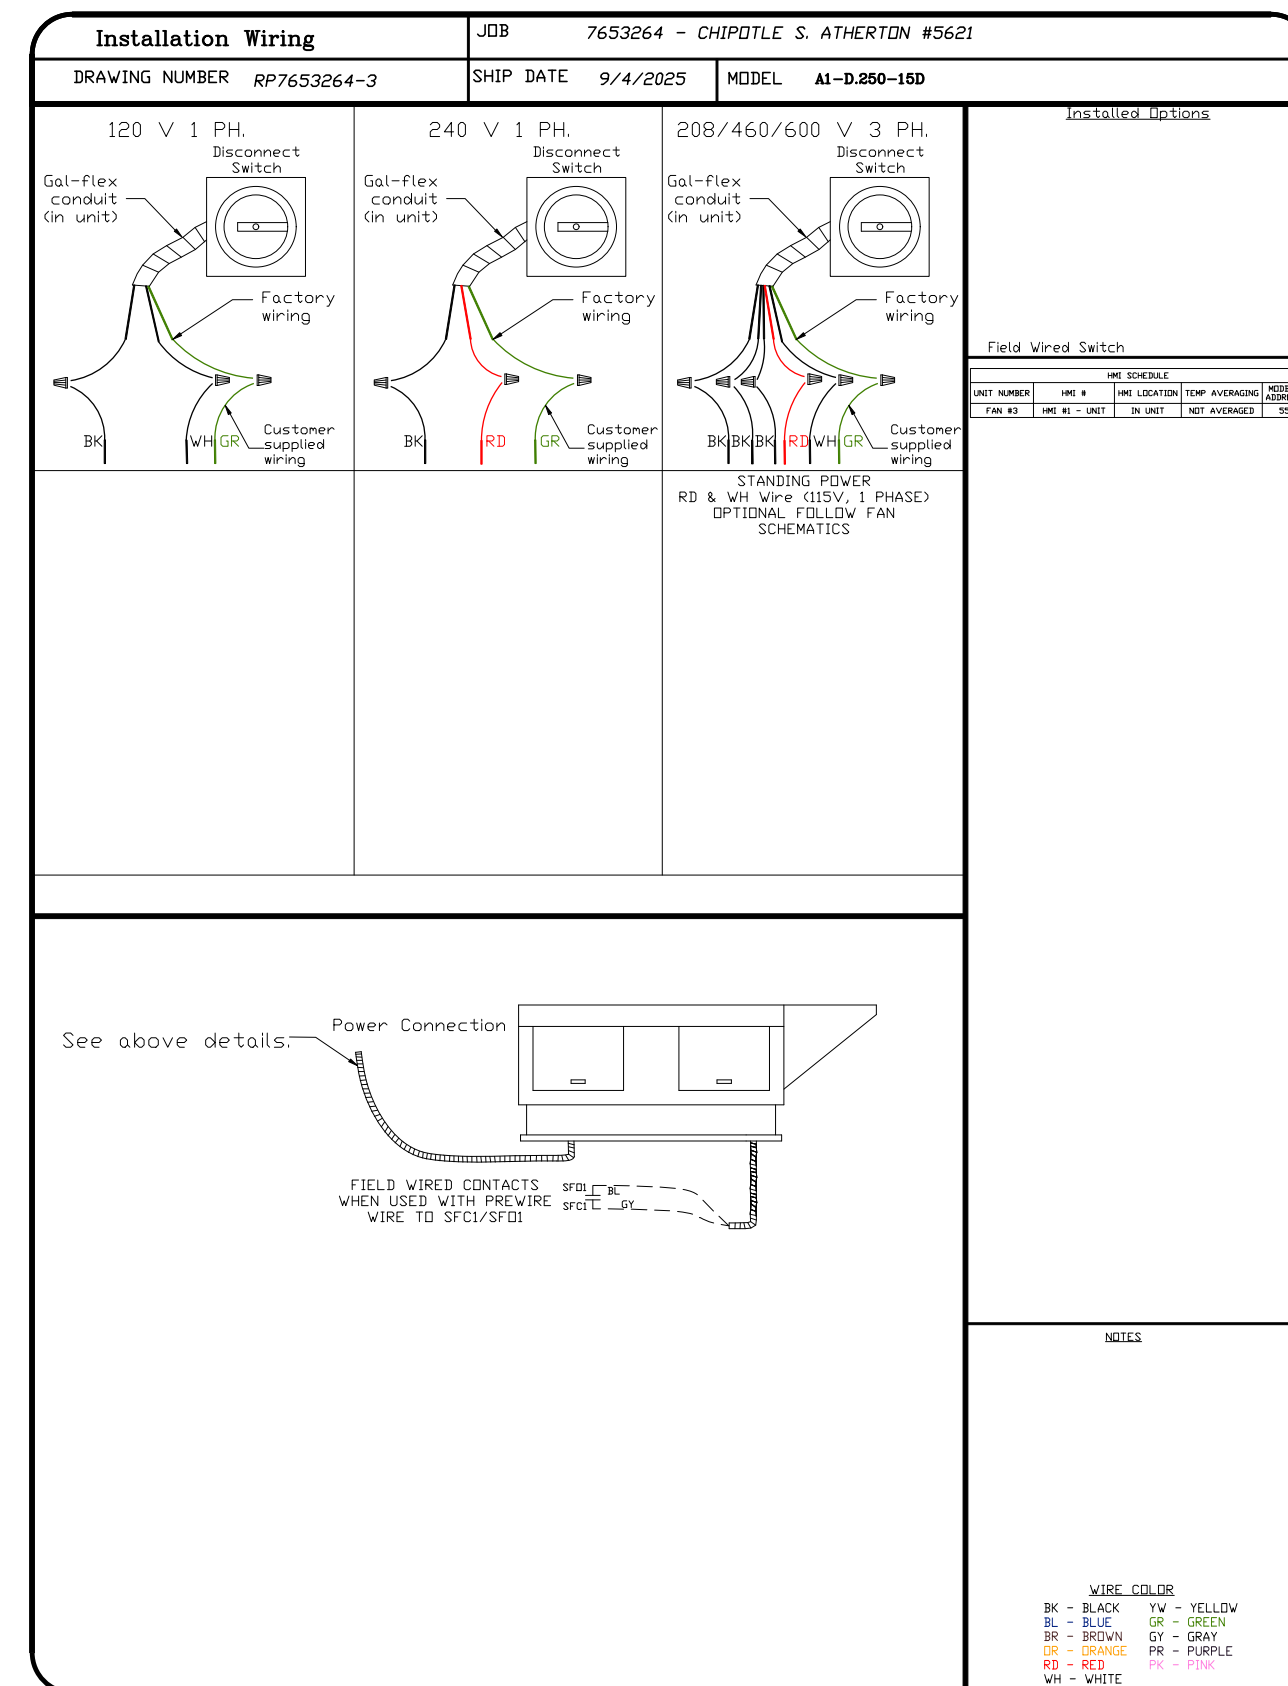 Installation Wiring
JOB 7653264 - CHIPOTLE S. ATHERTON #5621
DRAWING NUMBER RP7653264-3
SHIP DATE 9/4/2025
MODEL A1-D.250-15D
120 V 1 PH.
Disconnect
Switch
Gal-flex
conduit
(in unit)
Factory
wiring
BK
WH
GR
Customer
supplied
wiring
240 V 1 PH.
Disconnect
Switch
Gal-flex
conduit
(in unit)
Factory
wiring
BK
RD
GR
Customer
supplied
wiring
208/460/600 V 3 PH.
Disconnect
Switch
Gal-flex
conduit
(in unit)
Factory
wiring
BK
BK
BK
RD
WH
GR
Customer
supplied
wiring
STANDING POWER
RD & WH Wire (115V, 1 PHASE)
OPTIONAL FOLLOW FAN
SCHEMATICS
Installed Options
Field Wired Switch
HMI SCHEDULE
UNIT NUMBER HMI # HMI LOCATION TEMP AVERAGING
FAN #3 HMI #1 - UNIT IN UNIT NOT AVERAGED 55
See above details.
Power Connection
FIELD WIRED CONTACTS
WHEN USED WITH PREWIRE
WIRE TO SFC1/SFO1
SFO1
BL
SFC1
GY
NOTES
WIRE COLOR
BK - BLACK YW - YELLOW
BL - BLUE GR - GREEN
BR - BROWN GY - GRAY
OR - ORANGE PR - PURPLE
RD - RED PK - PINK
WH - WHITE